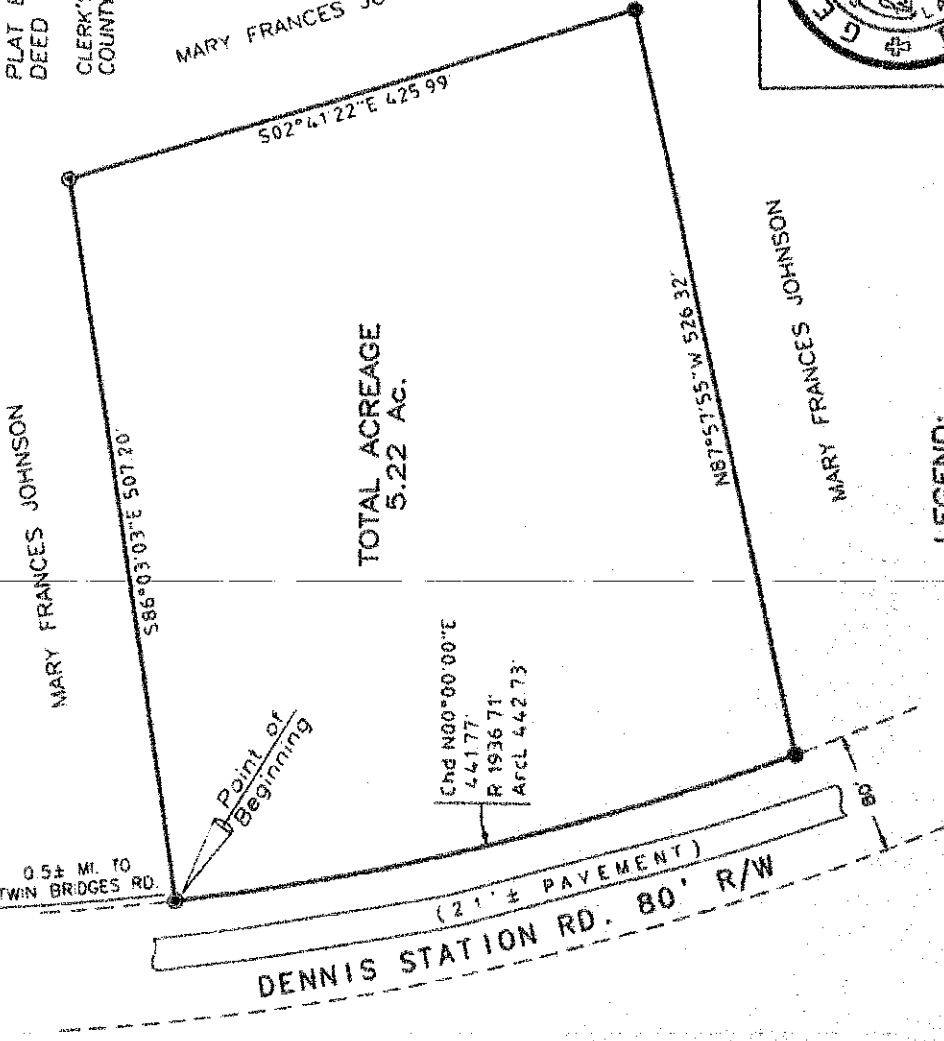 PLAT
DEED
CLERK'S
COUNTY
MARY FRANCES
S02°41'22"E 425.99'
GE
MARY FRANCES JOHNSON
S86°03'03"E 507.20'
TOTAL ACREAGE
5.22 Ac.
N87°57'55"W 526.32'
MARY FRANCES JOHNSON
LEGEND:
Chd N00°00'00"E
441.77'
R 1936.71'
ArcL 442.73'
Point of
Beginning
0.5± MI. TO
TWIN BRIDGES RD.
(21'± PAVEMENT)
80'
DENNIS STATION RD. 80' R/W